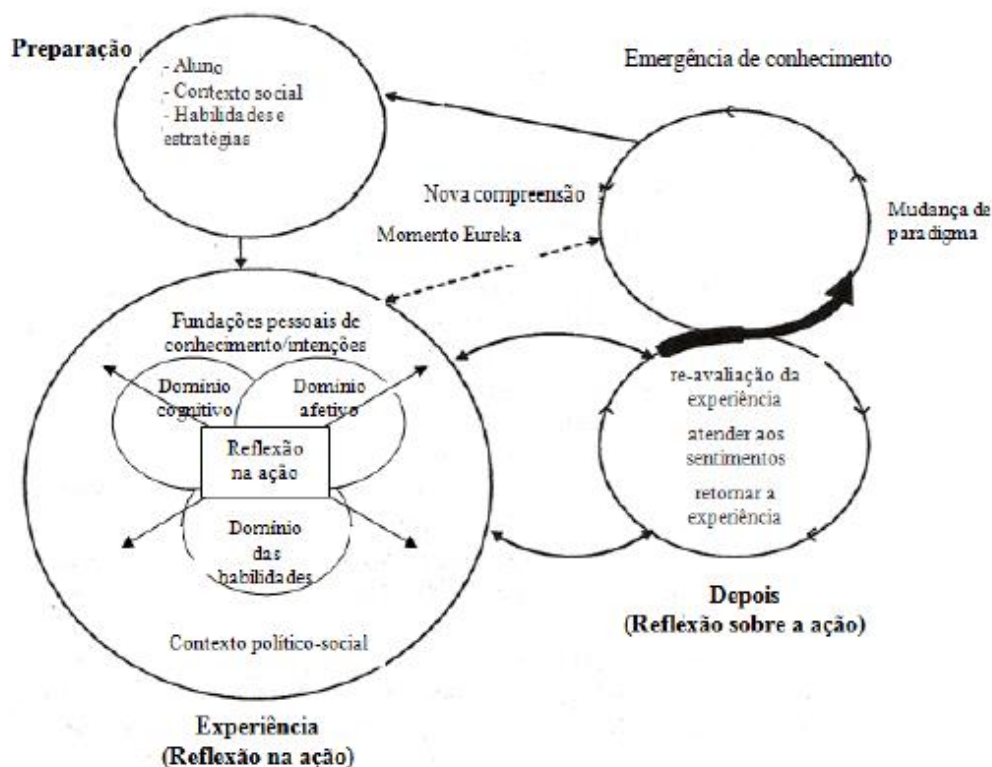 Preparação
- Aluno
- Contexto social
- Habilidades e
estratégias
Emergência de conhecimento
Nova compreensão
Momento Eureka
Mudança de
paradigma
Fundações pessoais de
conhecimento/intenções
Domínio
cognitivo
Domínio
afetivo
Reflexão
na ação
Domínio
das
habilidades
Contexto político-social
Experiência
(Reflexão na ação)
re-avaliação da
experiência
atender aos
sentimentos
retornar a
experiência
Depois
(Reflexão sobre a ação)